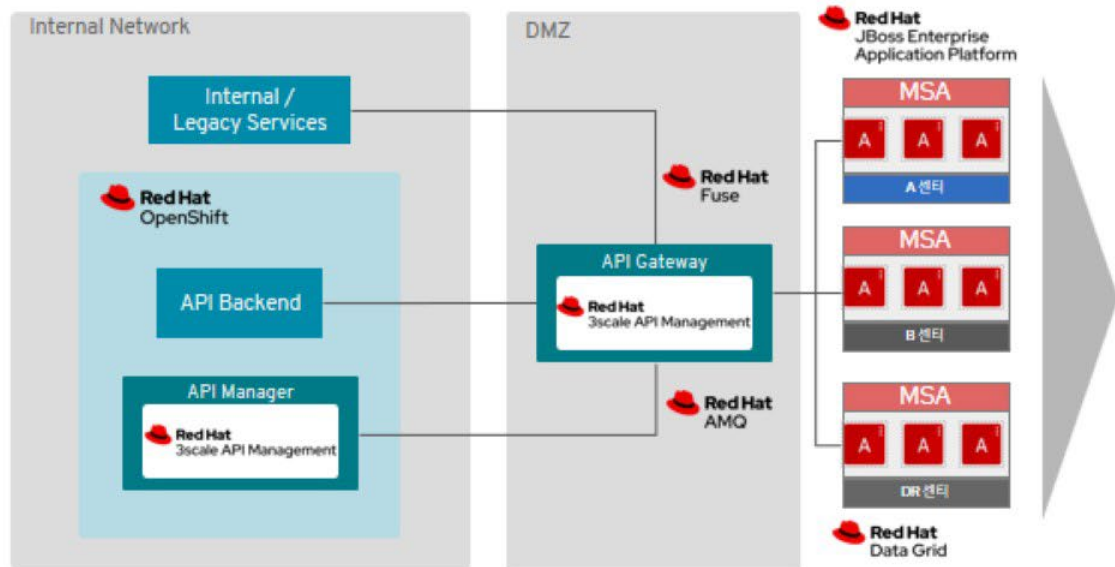 Internal Network
DMZ
Red Hat
JBoss Enterprise
Application Platform
Internal /
Legacy Services
MSA
A A A
A 센터
Red Hat
OpenShift
Red Hat
Fuse
API Gateway
Red Hat
3scale API Management
MSA
A A A
B 센터
API Backend
API Manager
Red Hat
3scale API Management
Red Hat
AMQ
MSA
A A A
DR 센터
Red Hat
Data Grid